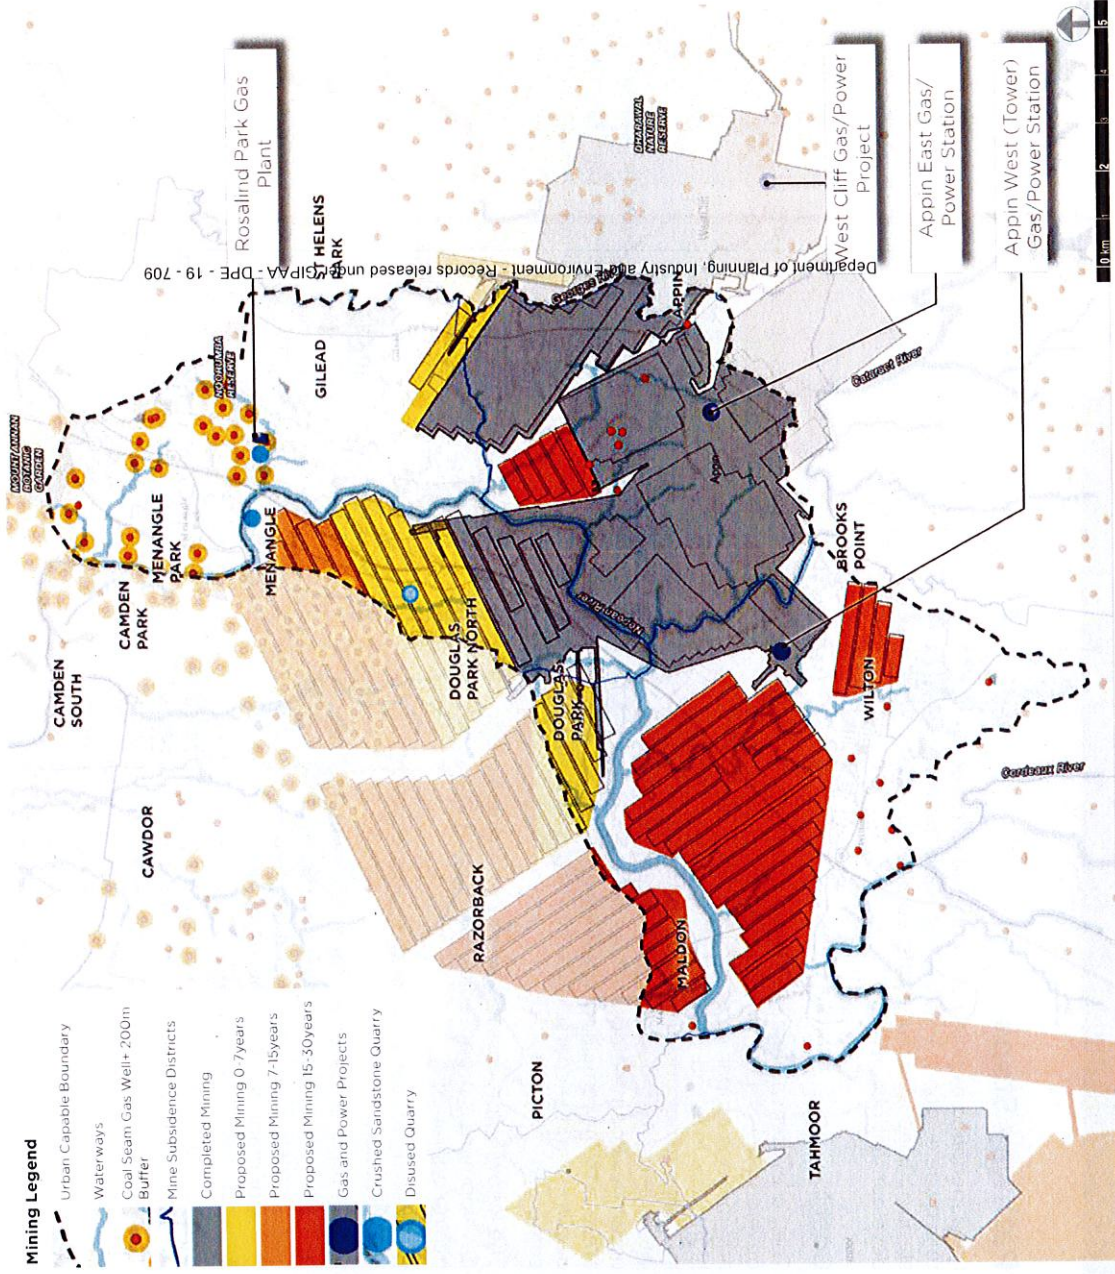 Mining Legend
Urban Capable Boundary
Waterways
Coal Seam Gas Well+ 200m
Buffer
Mine Subsidence Districts
Completed Mining
Proposed Mining 0-7years
Proposed Mining 7-15years
Proposed Mining 15-30years
Gas and Power Projects
Crushed Sandstone Quarry
Disused Quarry
CAMDEN
SOUTH
CAMDEN
PARK
MENANGLE
PARK
MOUNT ANNAN
BOTANIC
GARDEN
NOORUMBA
RESERVE
MENANGLE
GILEAD
ST HELENS
PARK
Rosalind Park Gas
Plant
CAWDOR
RAZORBACK
DOUGLAS
PARK NORTH
DOUGLAS
PARK
Nepean River
Georges River
APPIN
Appin
DHARAWAL
NATURE
RESERVE
PICTON
MALDON
WILTON
BROOKS
POINT
Cataract River
Cordeaux River
TAHMOOR
West Cliff Gas/Power
Project
Appin East Gas/
Power Station
Appin West (Tower)
Gas/Power Station
0 km 1 2 3 4 5
Department of Planning, Industry and Environment - Records released under GIPAA - DPE - 19 - 709